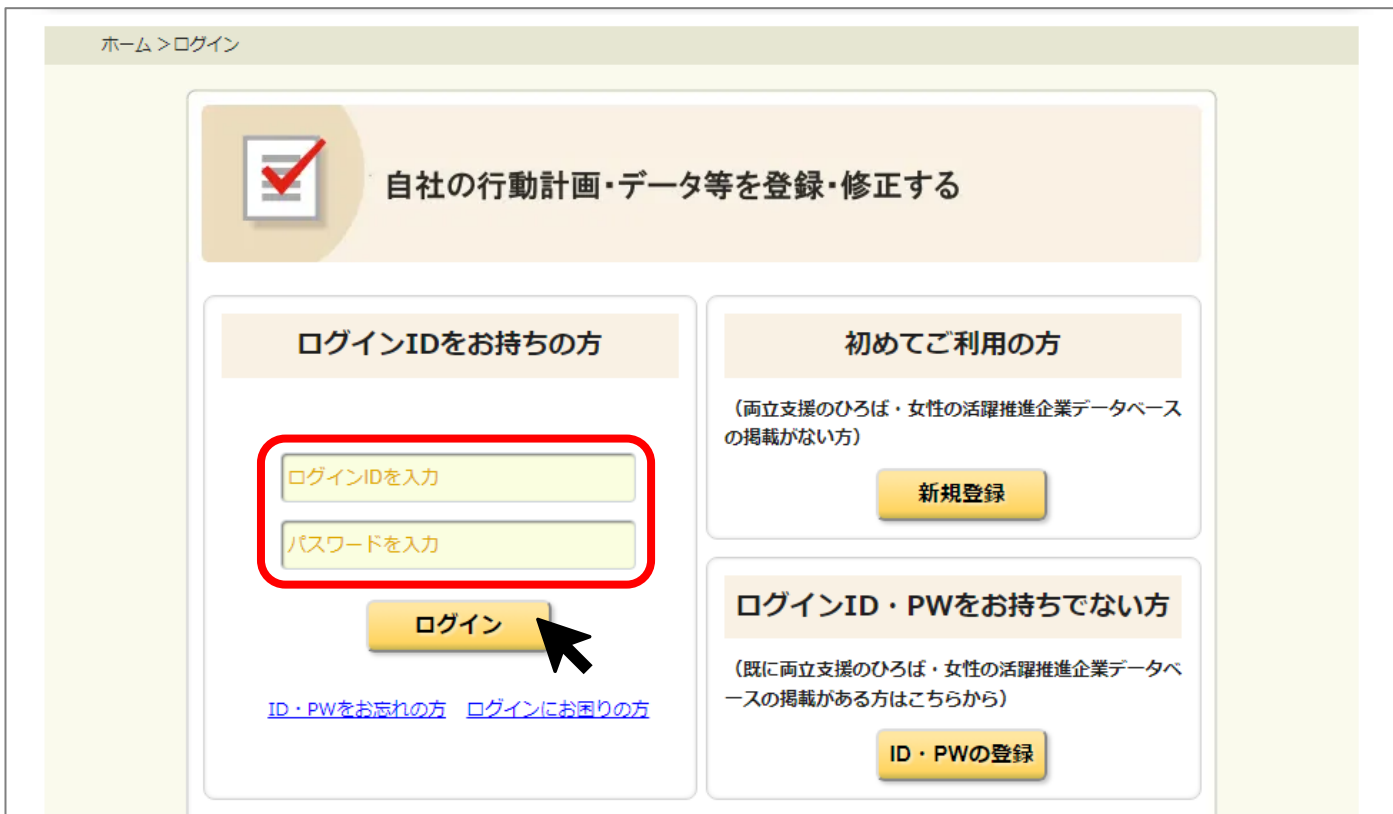 ホーム＞ログイン
自社の行動計画・データ等を登録・修正する
ログインIDをお持ちの方
ログインIDを入力
パスワードを入力
ログイン
ID・PWをお忘れの方 ログインにお困りの方
初めてご利用の方
（両立支援のひろば・女性の活躍推進企業データベース
の掲載がない方）
新規登録
ログインID・PWをお持ちでない方
（既に両立支援のひろば・女性の活躍推進企業データベ
ースの掲載がある方はこちらから）
ID・PWの登録